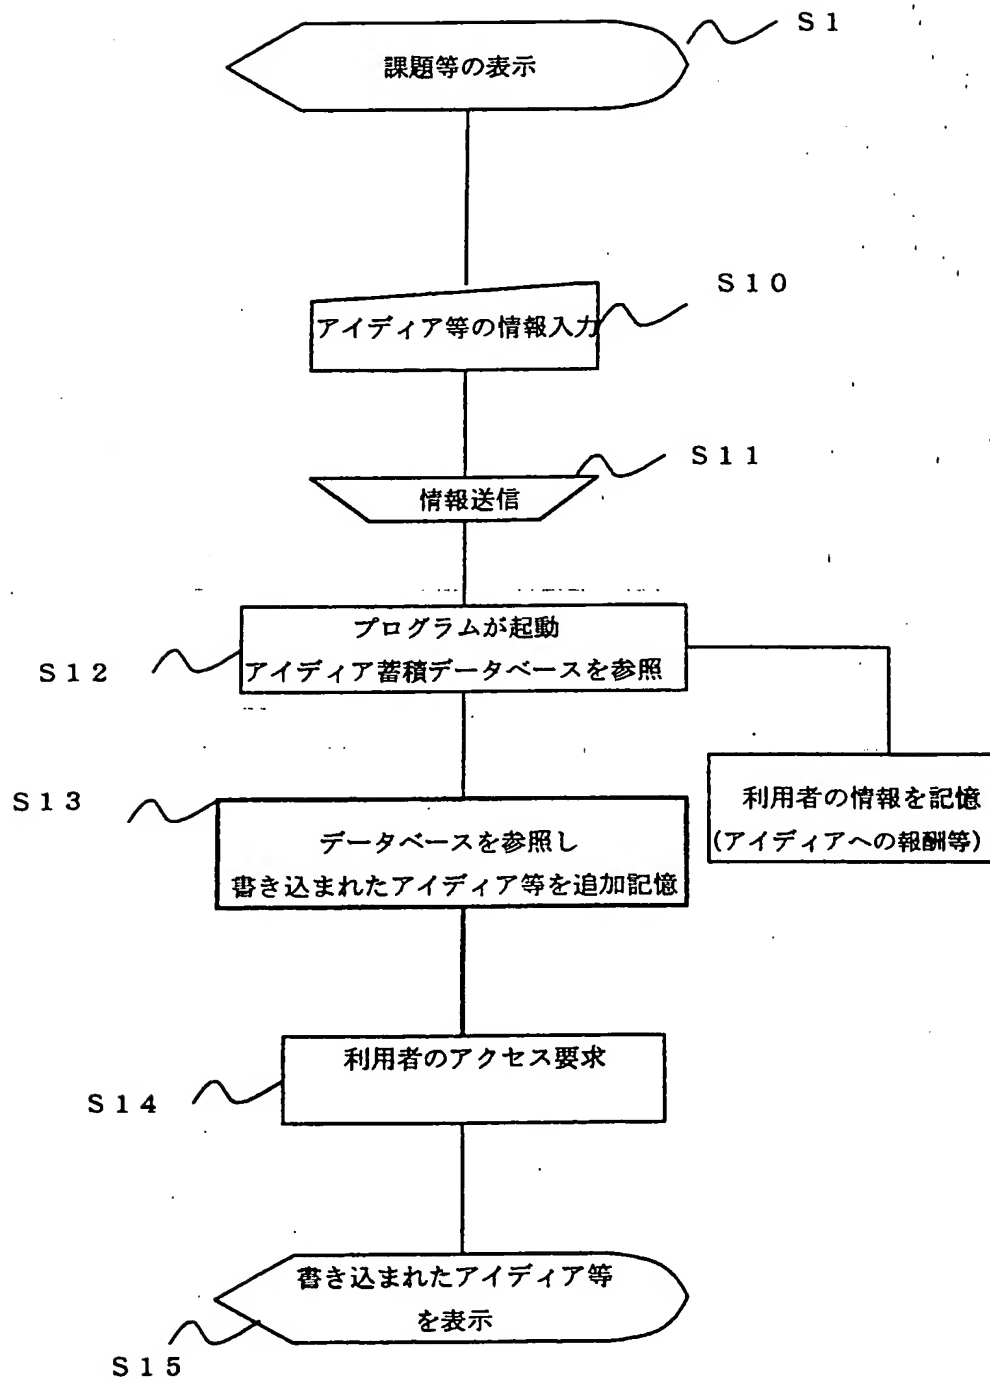 S1
課題等の表示
S10
アイディア等の情報入力
S11
情報送信
プログラムが起動
S12
アイディア蓄積データベースを参照
S13
利用者の情報を記憶
(アイディアへの報酬等)
データベースを参照し
書き込まれたアイディア等を追加記憶
利用者のアクセス要求
S14
書き込まれたアイディア等
を表示
S15